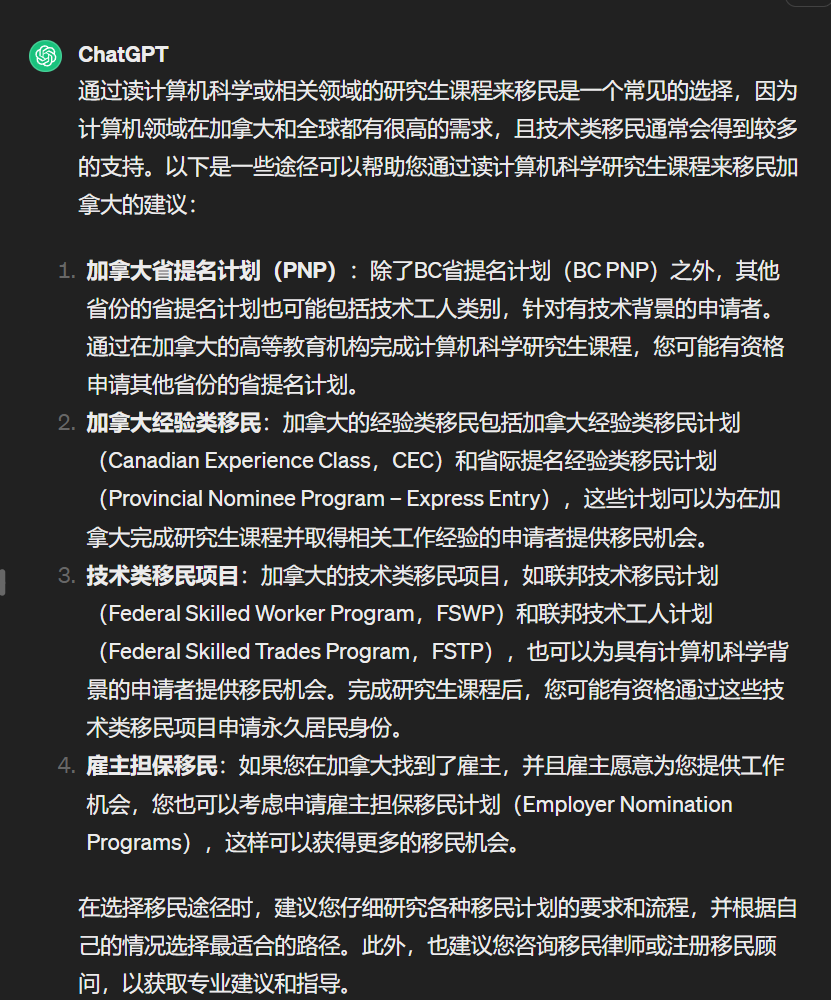 ChatGPT
通过读计算机科学或相关领域的研究生课程来移民是一个常见的选择，因为
计算机领域在加拿大和全球都有很高的需求，且技术类移民通常会得到较多
的支持。以下是一些途径可以帮助您通过读计算机科学研究生课程来移民加
拿大的建议：
1. 加拿大省提名计划（PNP）：除了BC省提名计划（BC PNP）之外，其他
省份的省提名计划也可能包括技术工人类别，针对有技术背景的申请者。
通过在加拿大的高等教育机构完成计算机科学研究生课程，您可能有资格
申请其他省份的省提名计划。
2. 加拿大经验类移民：加拿大的经验类移民包括加拿大经验类移民计划
（Canadian Experience Class，CEC）和省际提名经验类移民计划
（Provincial Nominee Program – Express Entry），这些计划可以为在加
拿大完成研究生课程并取得相关工作经验的申请者提供移民机会。
3. 技术类移民项目：加拿大的技术类移民项目，如联邦技术移民计划
（Federal Skilled Worker Program，FSWP）和联邦技术工人计划
（Federal Skilled Trades Program，FSTP），也可以为具有计算机科学背
景的申请者提供移民机会。完成研究生课程后，您可能有资格通过这些技
术类移民项目申请永久居民身份。
4. 雇主担保移民：如果您在加拿大找到了雇主，并且雇主愿意为您提供工作
机会，您也可以考虑申请雇主担保移民计划（Employer Nomination
Programs），这样可以获得更多的移民机会。
在选择移民途径时，建议您仔细研究各种移民计划的要求和流程，并根据自
己的情况选择最适合的路径。此外，也建议您咨询移民律师或注册移民顾
问，以获取专业建议和指导。